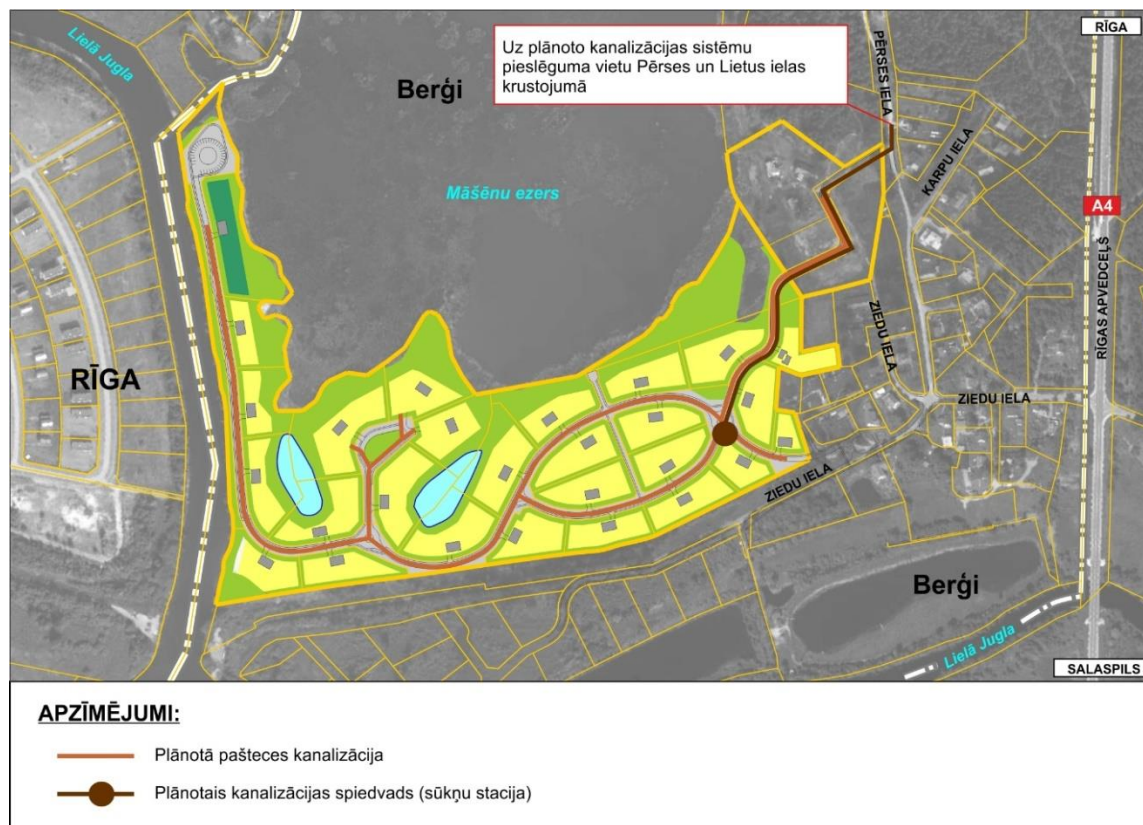 Lielā Jugla
Berģi
Uz plānoto kanalizācijas sistēmu
pieslēguma vietu Pērses un Lietus ielas
krustojumā
PĒRSES IELA
RĪGA
KARPU IELA
Māšēnu ezers
A4
RĪGAS APVEDCEĻŠ
ZIEDU IELA
RĪGA
ZIEDU IELA
ZIEDU IELA
Berģi
Lielā Jugla
SALASPILS
APZĪMĒJUMI:
Plānotā pašteces kanalizācija
Plānotais kanalizācijas spiedvads (sūkņu stacija)